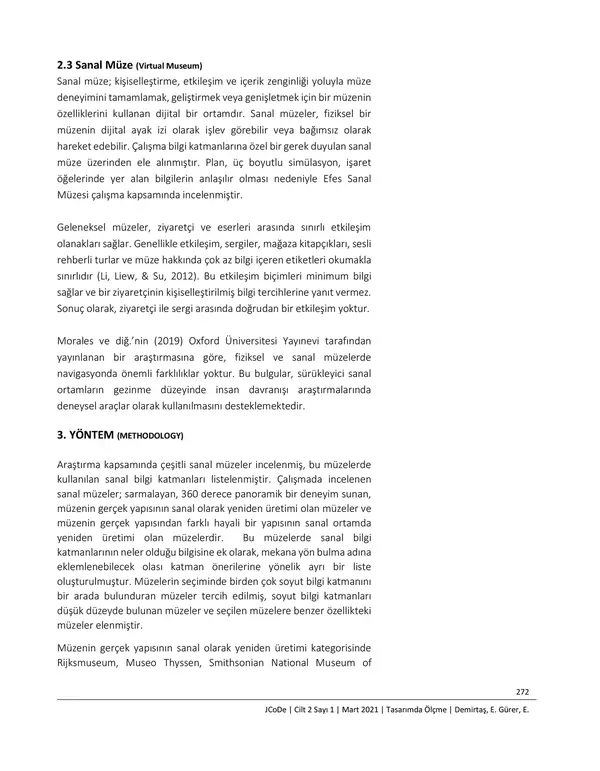 2.3 Sanal Müze (Virtual Museum)
Sanal müze; kişiselleştirme, etkileşim ve içerik zenginliği yoluyla müze
deneyimini tamamlamak, geliştirmek veya genişletmek için bir müzenin
özelliklerini kullanan dijital bir ortamdır. Sanal müzeler, fiziksel bir
müzenin dijital ayak izi olarak işlev görebilir veya bağımsız olarak
hareket edebilir. Çalışma bilgi katmanlarına özel bir gerek duyulan sanal
müze üzerinden ele alınmıştır. Plan, üç boyutlu simülasyon, işaret
öğelerinde yer alan bilgilerin anlaşılır olması nedeniyle Efes Sanal
Müzesi çalışma kapsamında incelenmiştir.
Geleneksel müzeler, ziyaretçi ve eserleri arasında sınırlı etkileşim
olanakları sağlar. Genellikle etkileşim, sergiler, mağaza kitapçıkları, sesli
rehberli turlar ve müze hakkında çok az bilgi içeren etiketleri okumakla
sınırlıdır (Li, Liew, & Su, 2012). Bu etkileşim biçimleri minimum bilgi
sağlar ve bir ziyaretçinin kişiselleştirilmiş bilgi tercihlerine yanıt vermez.
Sonuç olarak, ziyaretçi ile sergi arasında doğrudan bir etkileşim yoktur.
Morales ve diğ.'nin (2019) Oxford Üniversitesi Yayınevi tarafından
yayınlanan bir araştırmasına göre, fiziksel ve sanal müzelerde
navigasyonda önemli farklılıklar yoktur. Bu bulgular, sürükleyici sanal
ortamların gezinme düzeyinde insan davranışı araştırmalarında
deneysel araçlar olarak kullanılmasını desteklemektedir.
3. YÖNTEM (METHODOLOGY)
Araştırma kapsamında çeşitli sanal müzeler incelenmiş, bu müzelerde
kullanılan sanal bilgi katmanları listelenmiştir. Çalışmada incelenen
sanal müzeler; sarmalayan, 360 derece panoramik bir deneyim sunan,
müzenin gerçek yapısının sanal olarak yeniden üretimi olan müzeler ve
müzenin gerçek yapısından farklı hayali bir yapısının sanal ortamda
yeniden üretimi olan müzelerdir. Bu müzelerde sanal bilgi
katmanlarının neler olduğu bilgisine ek olarak, mekana yön bulma adına
eklemlenebilecek olası katman önerilerine yönelik ayrı bir liste
oluşturulmuştur. Müzelerin seçiminde birden çok soyut bilgi katmanını
bir arada bulunduran müzeler tercih edilmiş, soyut bilgi katmanları
düşük düzeyde bulunan müzeler ve seçilen müzelere benzer özellikteki
müzeler elenmiştir.
Müzenin gerçek yapısının sanal olarak yeniden üretimi kategorisinde
Rijksmuseum, Museo Thyssen, Smithsonian National Museum of
272
JCoDe | Cilt 2 Sayı 1 | Mart 2021 | Tasarımda Ölçme | Demirtaş, E. Gürer, E.